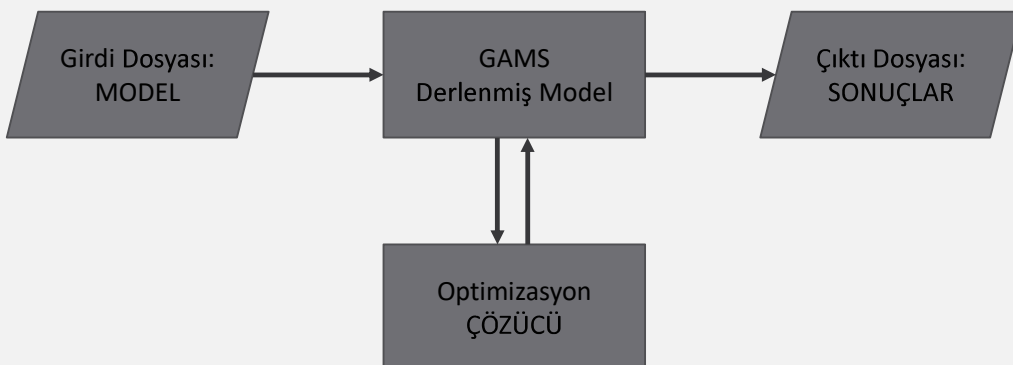 Girdi Dosyası:
MODEL
GAMS
Derlenmiş Model
Çıktı Dosyası:
SONUÇLAR
Optimizasyon
ÇÖZÜCÜ